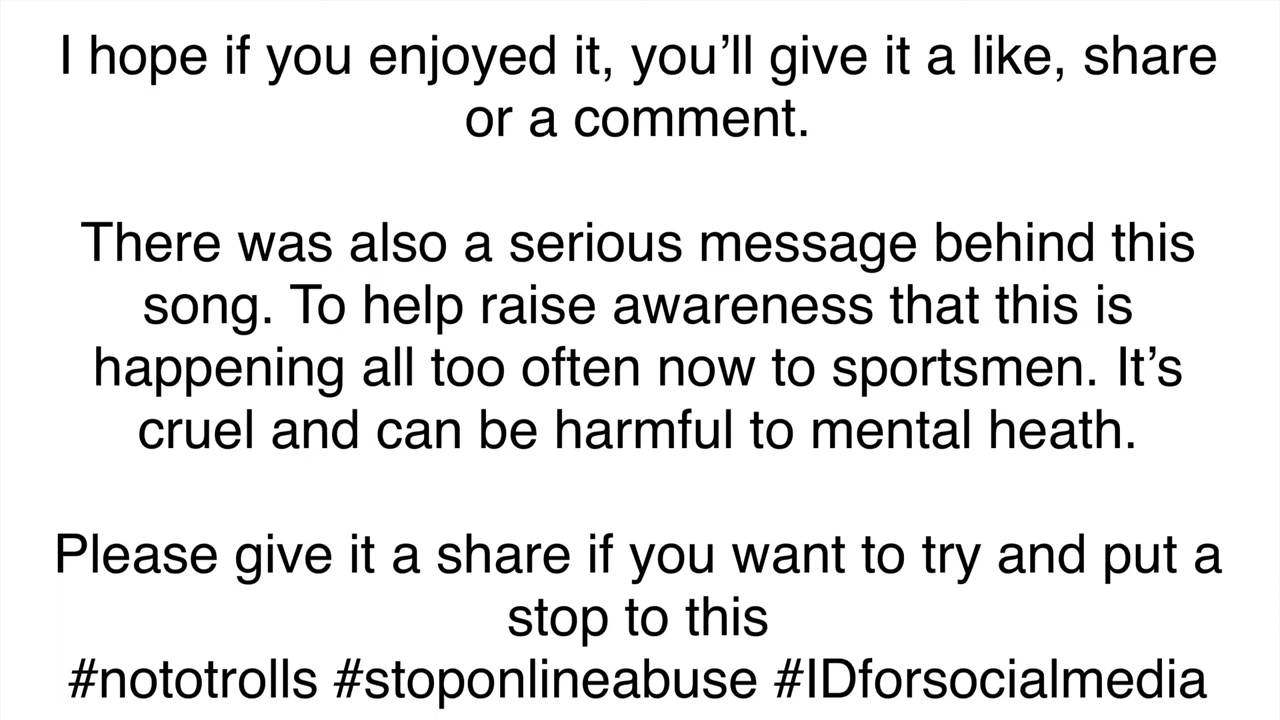 I hope if you enjoyed it, you’ll give it a like, share
or a comment.
There was also a serious message behind this
song. To help raise awareness that this is
happening all too often now to sportsmen. It’s
cruel and can be harmful to mental heath.
Please give it a share if you want to try and put a
stop to this
#nototrolls #stoponlineabuse #IDforsocialmedia